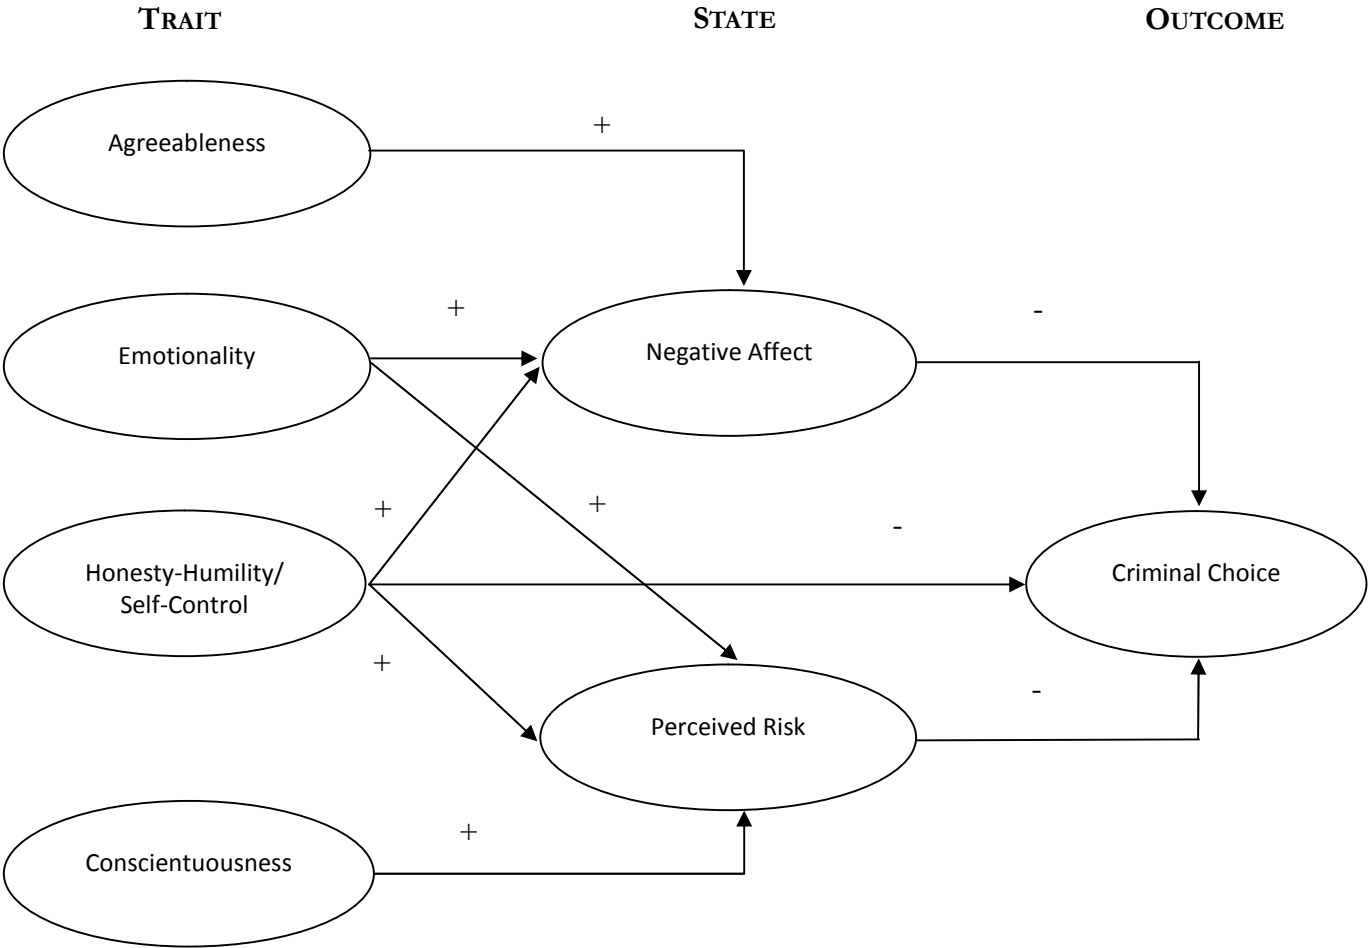 TRAIT
STATE
OUTCOME
Agreeableness
+
Emotionality
+
Negative Affect
-
+
+
-
Honesty-Humility/
Self-Control
Criminal Choice
+
-
Perceived Risk
+
Conscientuousness